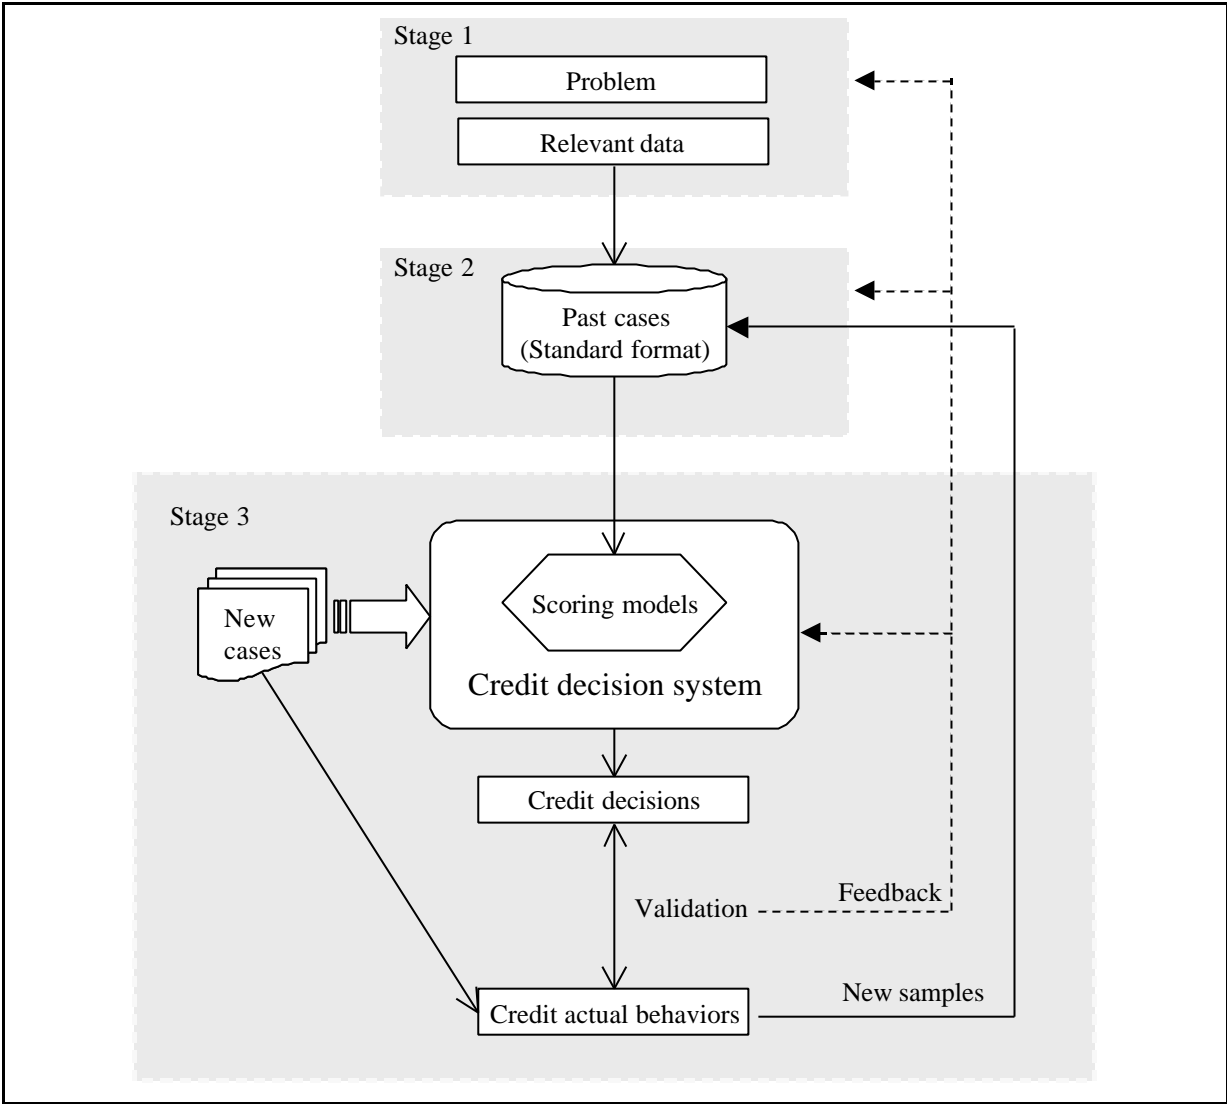 Stage 1
Problem
Relevant data
Stage 2
Past cases
(Standard format)
Stage 3
New
cases
Scoring models
Credit decision system
Credit decisions
Feedback
Validation
New samples
Credit actual behaviors